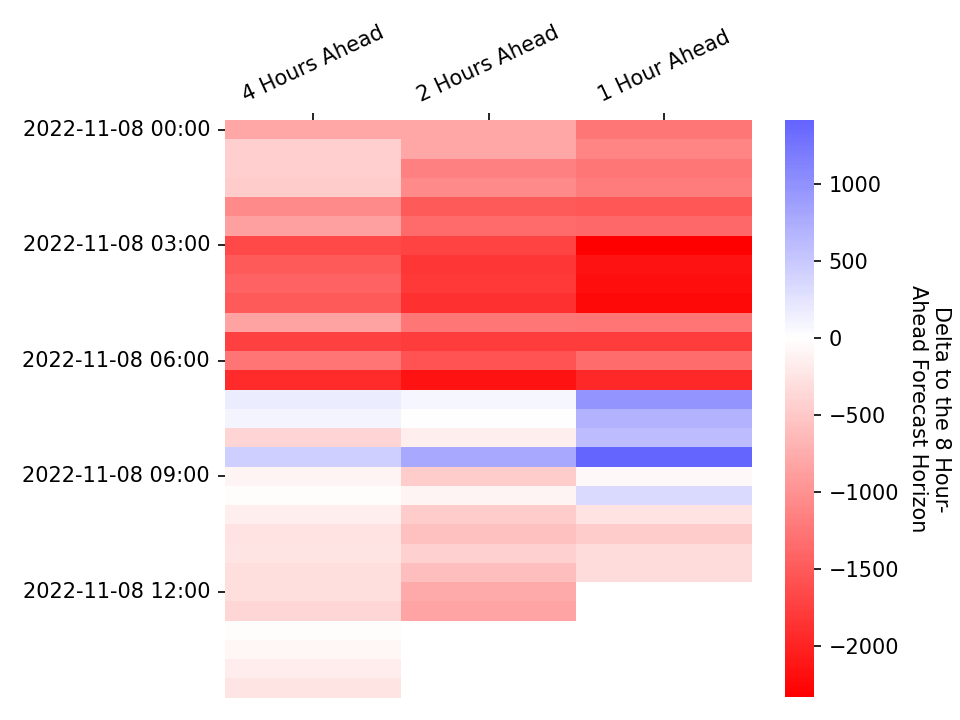 4 Hours Ahead
2 Hours Ahead
1 Hour Ahead
2022-11-08 00:00
2022-11-08 03:00
2022-11-08 06:00
2022-11-08 09:00
2022-11-08 12:00
1000
500
0
−500
−1000
−1500
−2000
Delta to the 8 Hour-
Ahead Forecast Horizon